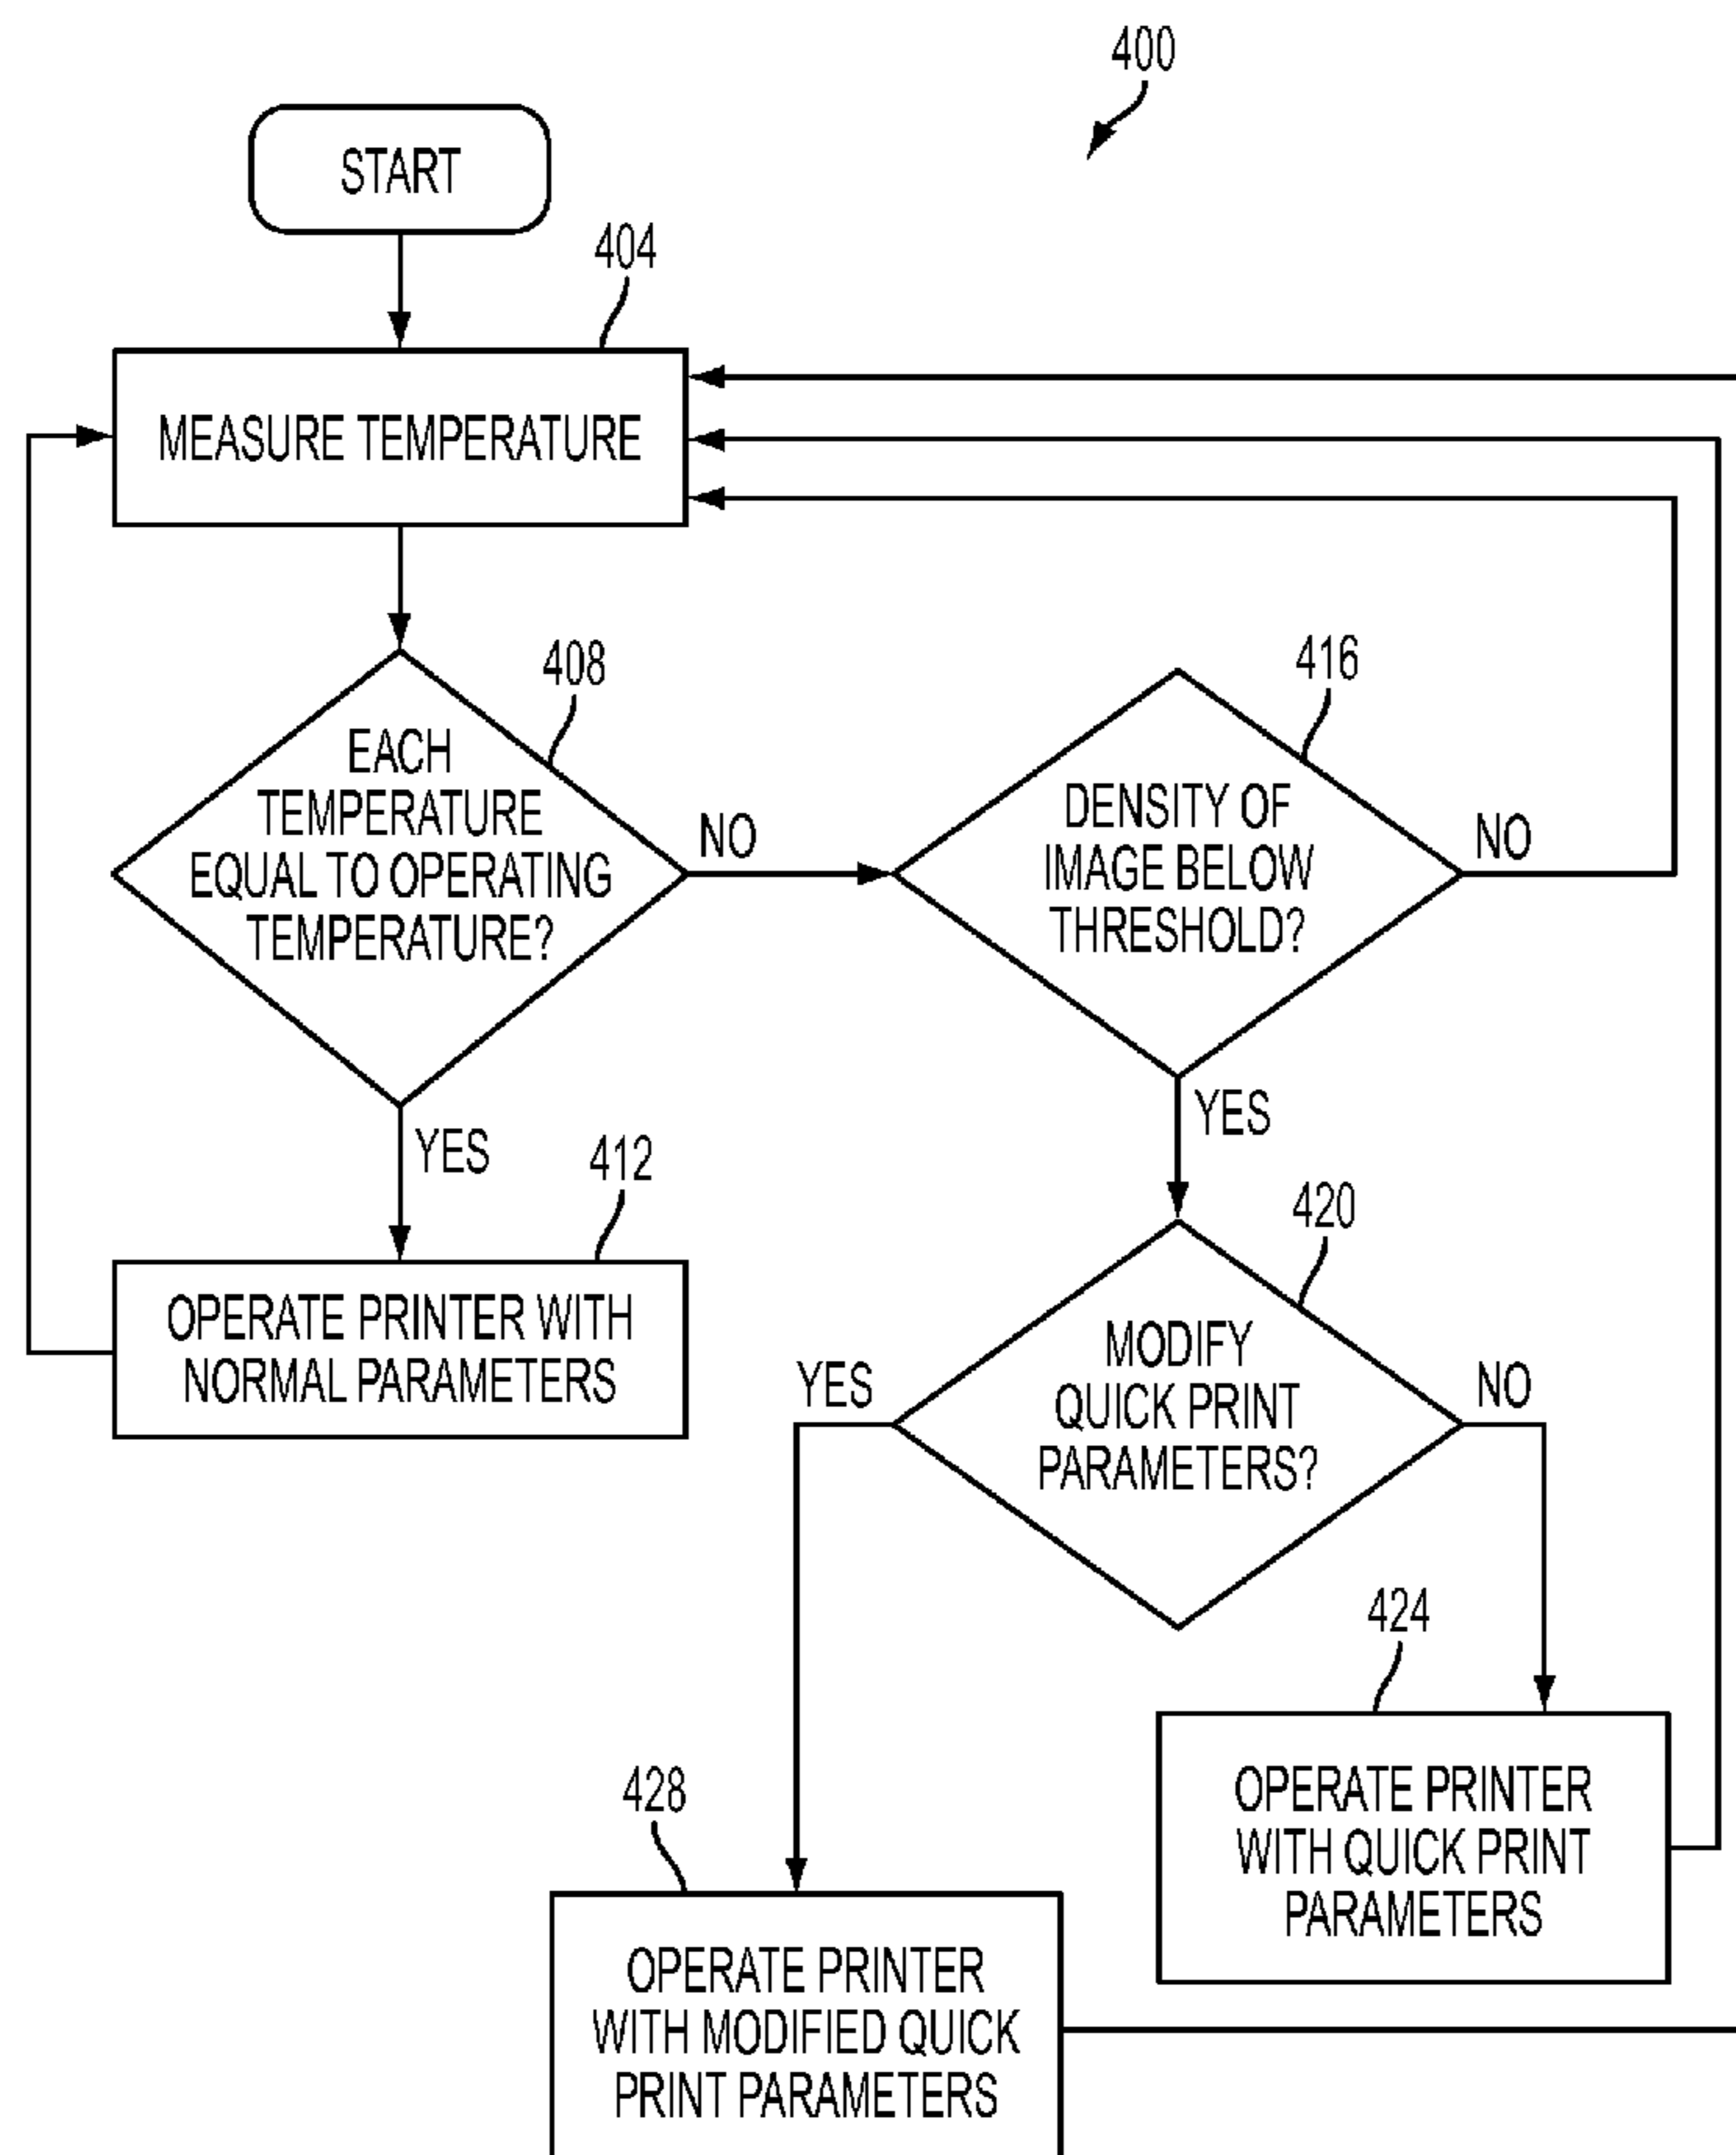 400
START
404
MEASURE TEMPERATURE
408
EACH
TEMPERATURE
EQUAL TO OPERATING
TEMPERATURE?
NO
YES
416
DENSITY OF
IMAGE BELOW
THRESHOLD?
NO
YES
412
OPERATE PRINTER WITH
NORMAL PARAMETERS
420
MODIFY
QUICK PRINT
PARAMETERS?
YES
NO
424
OPERATE PRINTER
WITH QUICK PRINT
PARAMETERS
428
OPERATE PRINTER
WITH MODIFIED QUICK
PRINT PARAMETERS